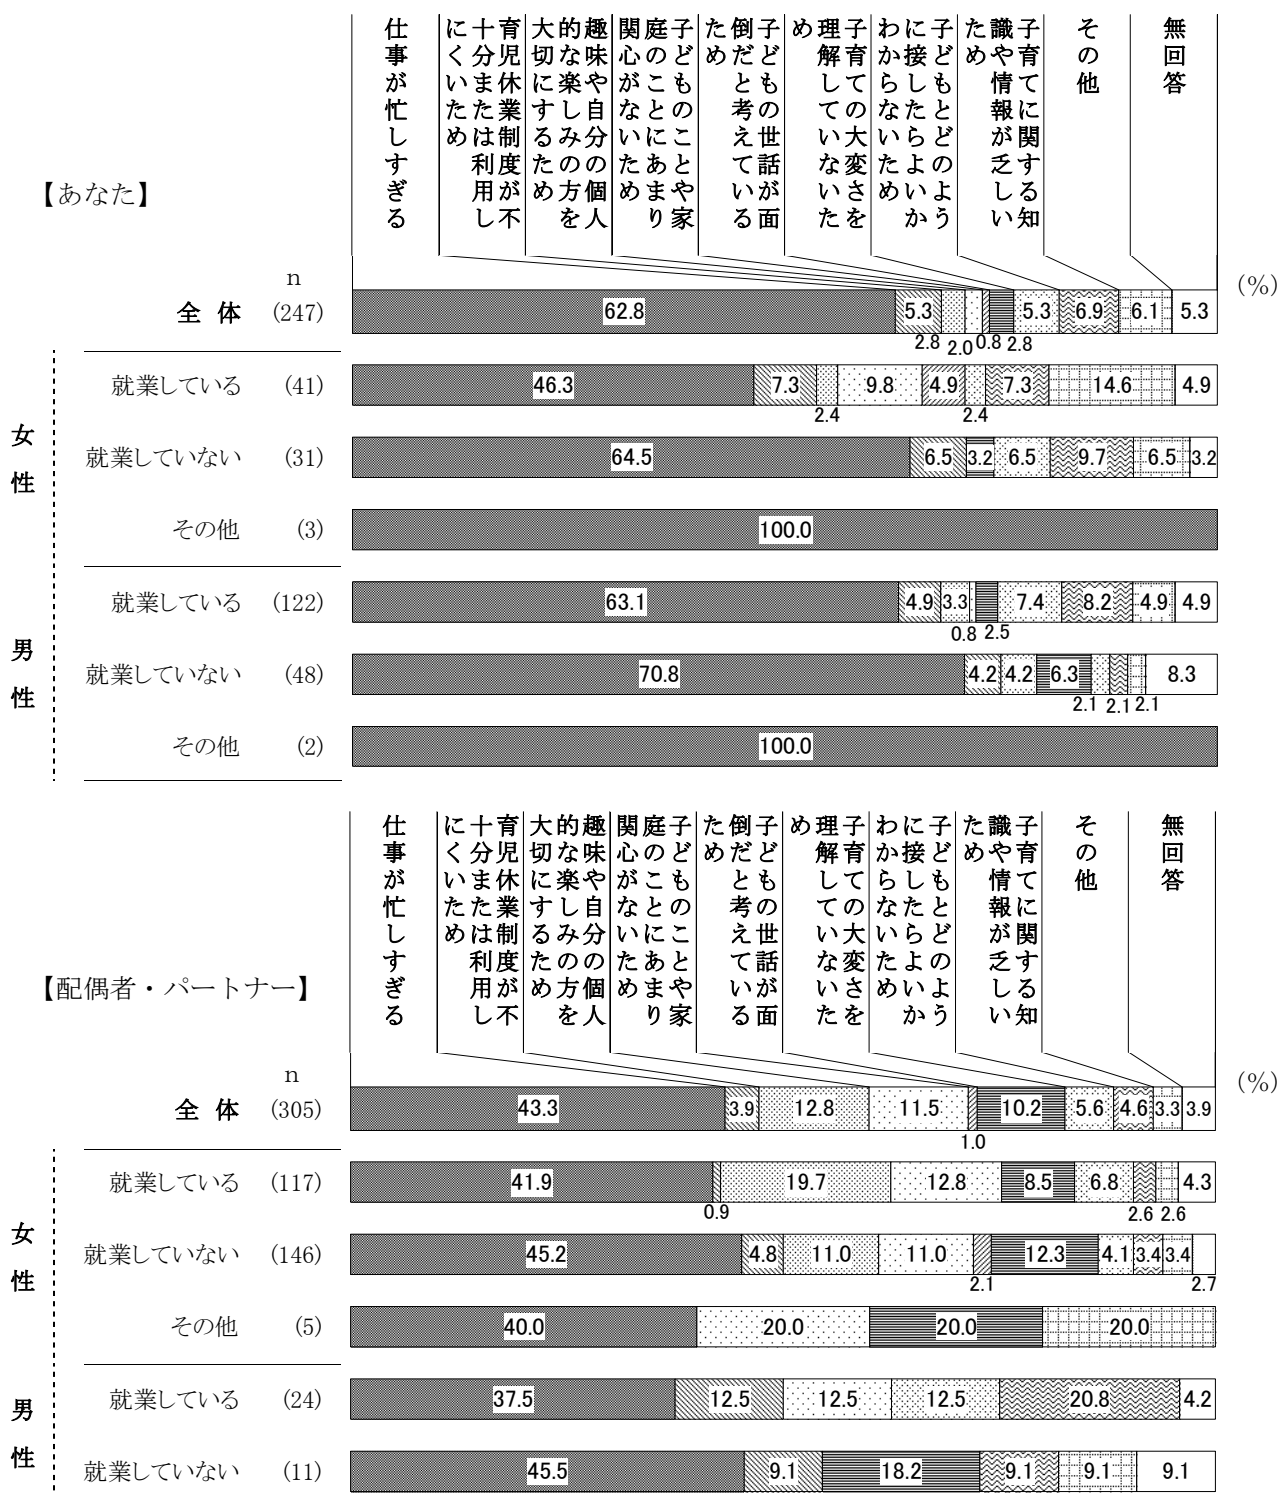 仕事が忙しすぎる
育児休業制度が不
十分または利用し
にくいため
趣味や自分の個人
的な楽しみの方を
大切にするため
子どものことや家
庭のことにあまり
関心がないため
子どもの世話が面
倒だと考えている
ため
子育ての大変さを
理解していないた
め
子どもとどのよう
に接したらよいか
わからないため
子育てに関する知
識や情報が乏しい
ため
その他
無回答
【あなた】
(%)
n
全 体 (247) 62.8 5.3 5.3 6.9 6.1 5.3
2.8 2.0 0.8 2.8
女性
就業している (41) 46.3 7.3 9.8 4.9 7.3 14.6 4.9
2.4 2.4
就業していない (31) 64.5 6.5 3.2 6.5 9.7 6.5 3.2
その他 (3) 100.0
男性
就業している (122) 63.1 4.9 3.3 7.4 8.2 4.9 4.9
0.8 2.5
就業していない (48) 70.8 4.2 4.2 6.3 8.3
2.1 2.1 2.1
その他 (2) 100.0
仕事が忙しすぎる
育児休業制度が不
十分または利用し
にくいため
趣味や自分の個人
的な楽しみの方を
大切にするため
子どものことや家
庭のことにあまり
関心がないため
子どもの世話が面
倒だと考えている
ため
子育ての大変さを
理解していないた
め
子どもとどのよう
に接したらよいか
わからないため
子育てに関する知
識や情報が乏しい
ため
その他
無回答
【配偶者・パートナー】
(%)
n
全 体 (305) 43.3 3.9 12.8 11.5 10.2 5.6 4.6 3.3 3.9
1.0
女性
就業している (117) 41.9 19.7 12.8 8.5 6.8 4.3
0.9 2.6 2.6
就業していない (146) 45.2 4.8 11.0 11.0 12.3 4.1 3.4 3.4
2.1 2.7
その他 (5) 40.0 20.0 20.0 20.0
男性
就業している (24) 37.5 12.5 12.5 12.5 20.8 4.2
就業していない (11) 45.5 9.1 18.2 9.1 9.1 9.1